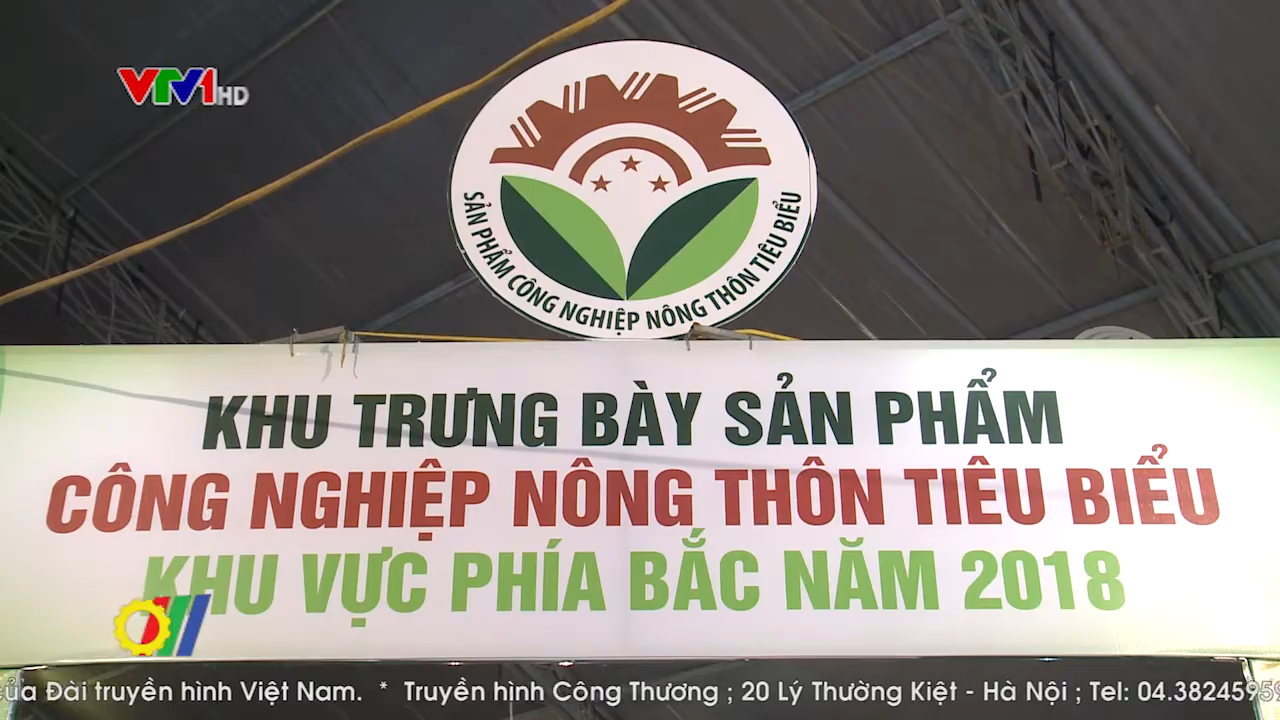 VTV1 HD
SẢN PHẨM CÔNG NGHIỆP NÔNG THÔN TIÊU BIỂU
KHU TRƯNG BÀY SẢN PHẨM
CÔNG NGHIỆP NÔNG THÔN TIÊU BIỂU
KHU VỰC PHÍA BẮC NĂM 2018
của Đài truyền hình Việt Nam. * Truyền hình Công Thương ; 20 Lý Thường Kiệt - Hà Nội ; Tel: 04.3824595